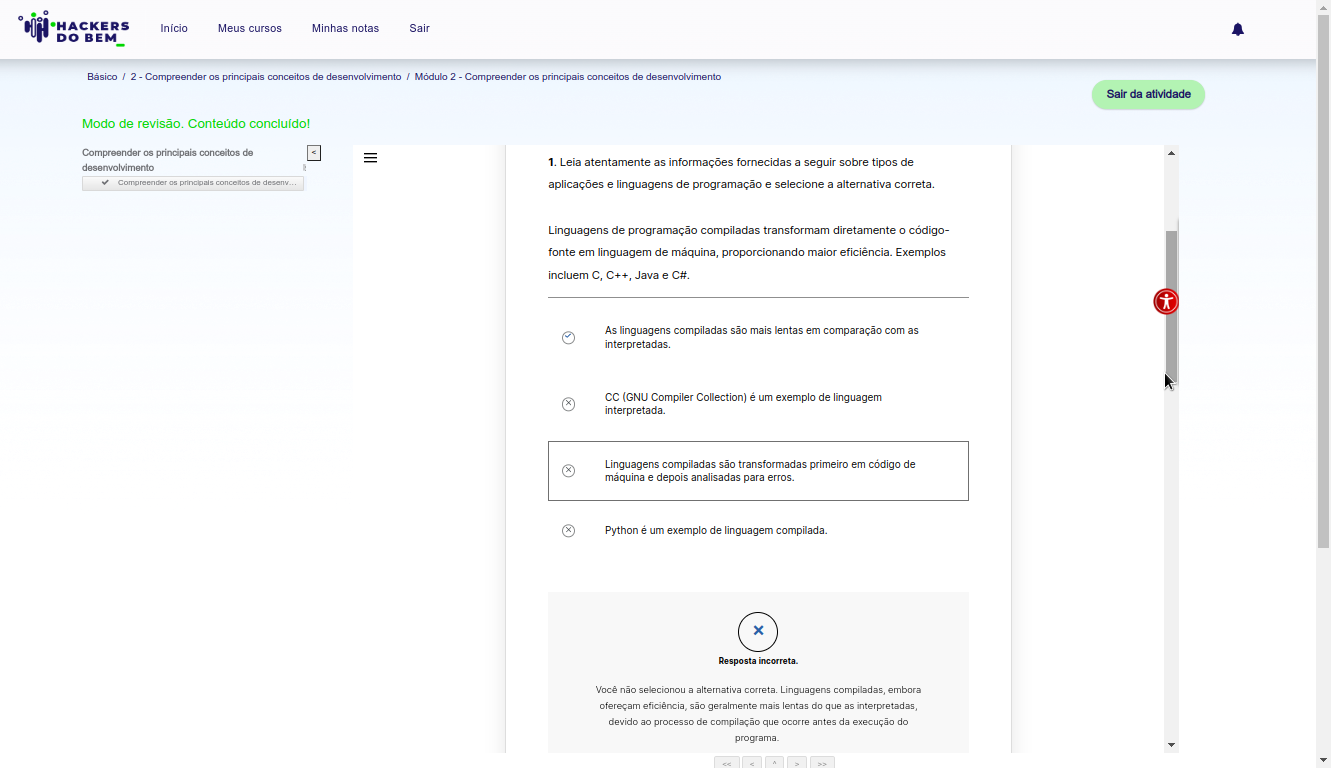 HACKERS
DO BEM
Início
Meus cursos
Minhas notas
Sair
Básico / 2 - Compreender os principais conceitos de desenvolvimento / Módulo 2 - Compreender os principais conceitos de desenvolvimento
Sair da atividade
Modo de revisão. Conteúdo concluído!
Compreender os principais conceitos de
desenvolvimento
<
Compreender os principais conceitos de desenv...
1. Leia atentamente as informações fornecidas a seguir sobre tipos de
aplicações e linguagens de programação e selecione a alternativa correta.
Linguagens de programação compiladas transformam diretamente o código-
fonte em linguagem de máquina, proporcionando maior eficiência. Exemplos
incluem C, C++, Java e C#.
As linguagens compiladas são mais lentas em comparação com as
interpretadas.
CC (GNU Compiler Collection) é um exemplo de linguagem
interpretada.
Linguagens compiladas são transformadas primeiro em código de
máquina e depois analisadas para erros.
Python é um exemplo de linguagem compilada.
Resposta incorreta.
Você não selecionou a alternativa correta. Linguagens compiladas, embora
ofereçam eficiência, são geralmente mais lentas do que as interpretadas,
devido ao processo de compilação que ocorre antes da execução do
programa.
<< < ^ > >>